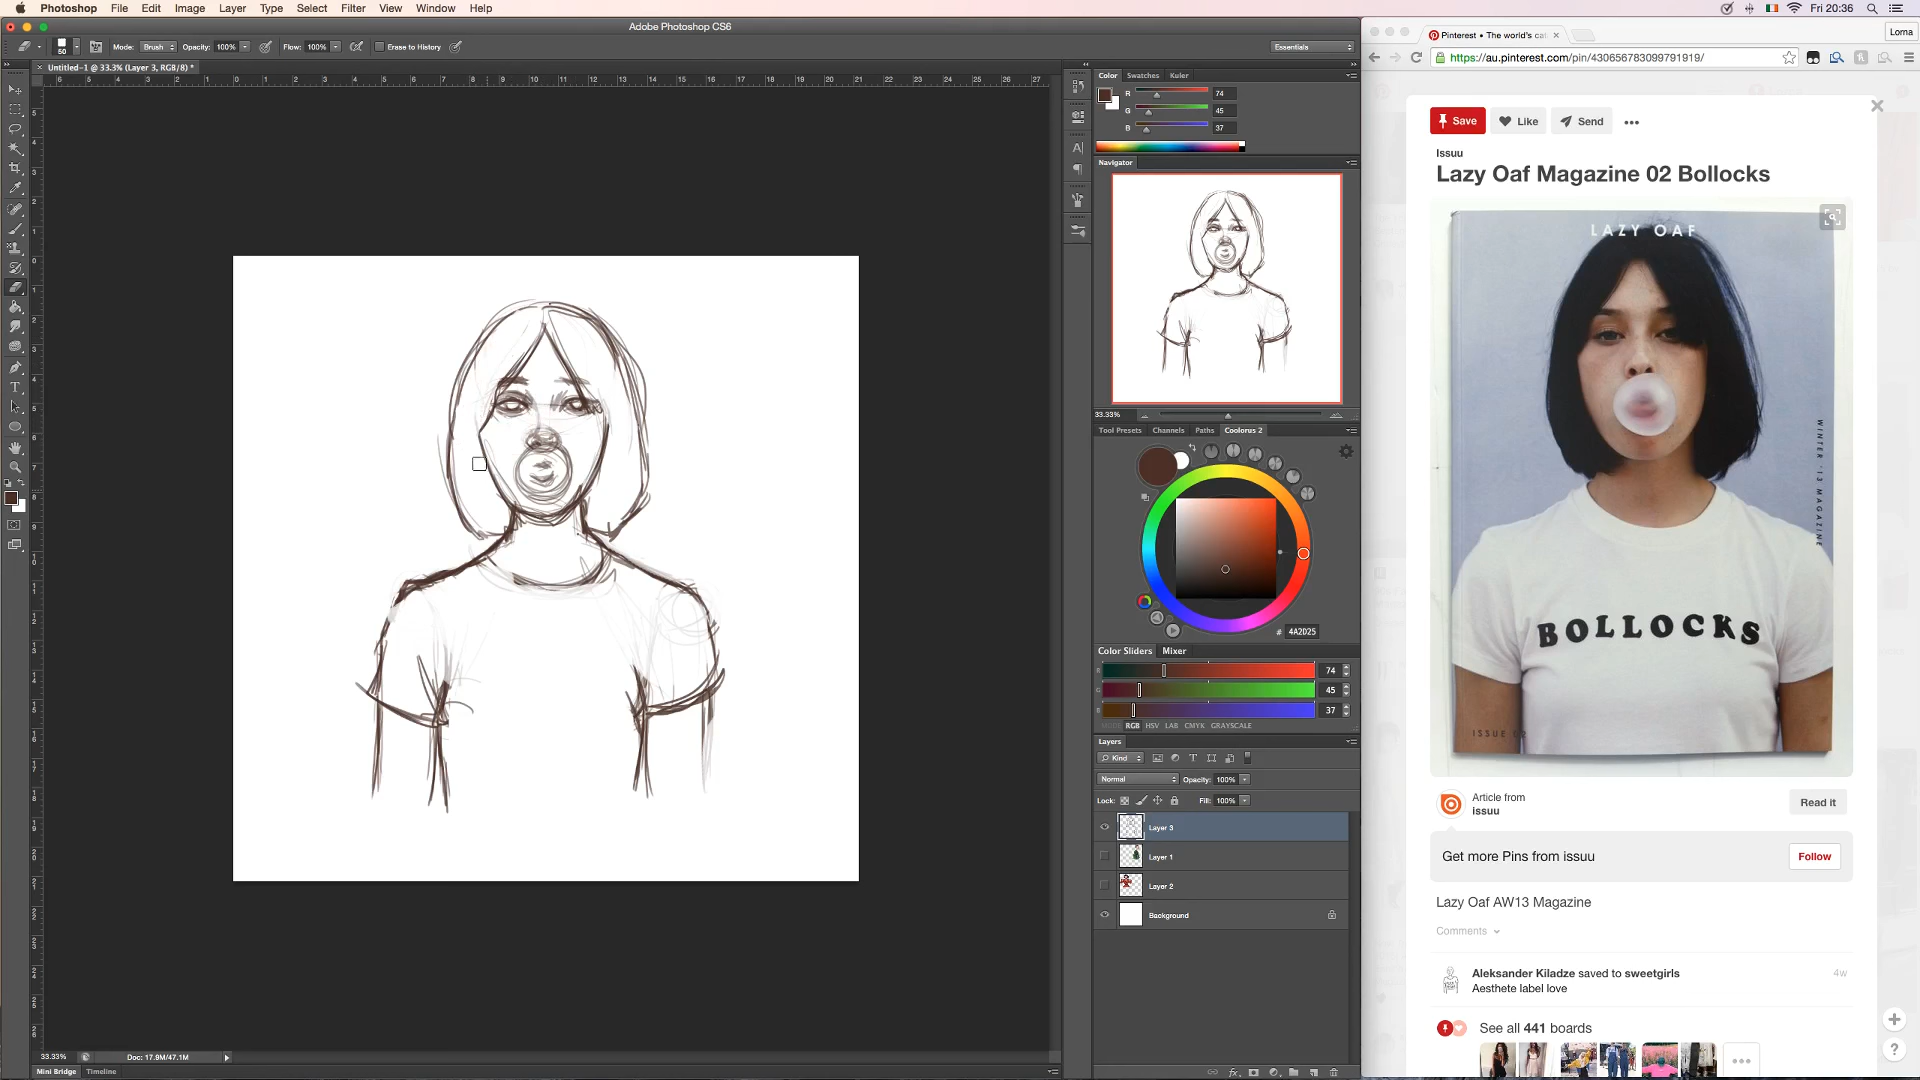 Photoshop File Edit Image Layer Type Select Filter View Window Help
Fri 20:36
Adobe Photoshop CS6
50 Mode: Brush Opacity: 100% Flow: 100% Erase to History
Essentials
Untitled-1 @ 33.3% (Layer 3, RGB/8) *
Color Swatches Kuler
R 74
G 45
B 37
Navigator
33.33%
Tool Presets Channels Paths Coolorus 2
# 4A2D25
Color Sliders Mixer
74
45
37
RGB HSV LAB CMYK GRAYSCALE
Layers
Kind
Normal Opacity: 100%
Lock: Fill: 100%
Layer 3
Layer 1
Layer 2
Background
33.33% Doc: 17.9M/47.1M
Mini Bridge Timeline
Pinterest • The world's cat
Lorna
https://au.pinterest.com/pin/430656783099791919/
Save Like Send
Issuu
Lazy Oaf Magazine 02 Bollocks
LAZY OAF
WINTER '13 MAGAZINE
BOLLOCKS
ISSUE 02
Article from
issuu
Read it
Get more Pins from issuu
Follow
Lazy Oaf AW13 Magazine
Comments
Aleksander Kiladze saved to sweetgirls
4w
Aesthete label love
See all 441 boards